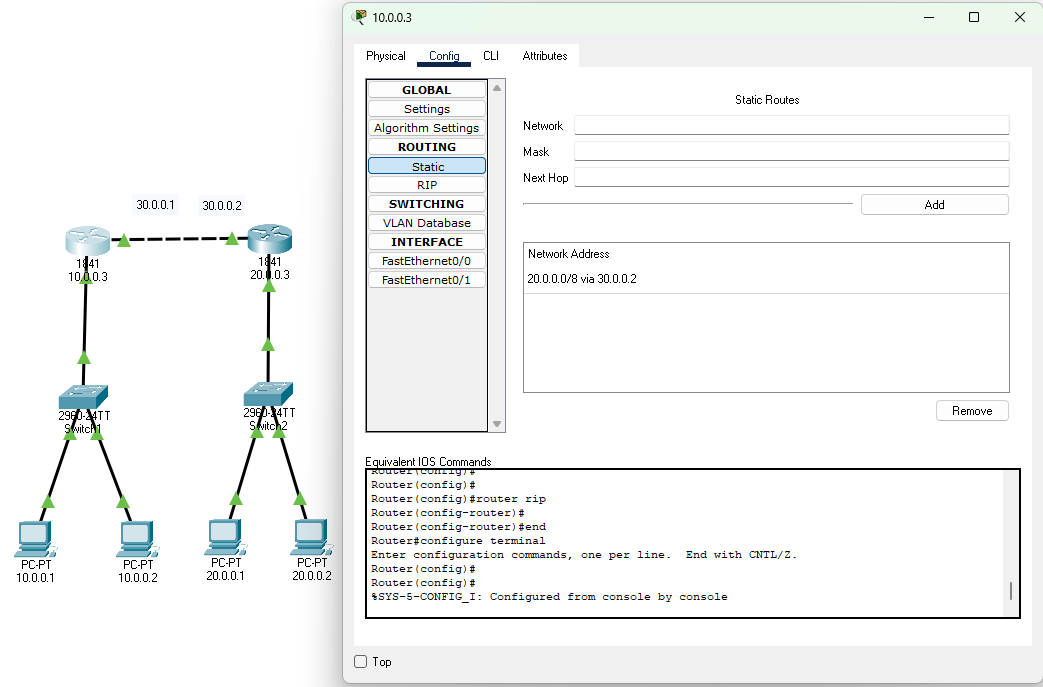 10.0.0.3
Physical Config CLI Attributes
GLOBAL
Settings
Algorithm Settings
ROUTING
Static
RIP
SWITCHING
VLAN Database
INTERFACE
FastEthernet0/0
FastEthernet0/1
Static Routes
Network
Mask
Next Hop
Add
Network Address
20.0.0.0/8 via 30.0.0.2
Remove
Equivalent IOS Commands
Router(config)#
Router(config)#
Router(config)#router rip
Router(config-router)#
Router(config-router)#end
Router#configure terminal
Enter configuration commands, one per line. End with CNTL/Z.
Router(config)#
Router(config)#
%SYS-5-CONFIG_I: Configured from console by console
Top
30.0.0.1 30.0.0.2
1841
10.0.0.3
1841
20.0.0.3
2960-24TT
Switch1
2960-24TT
Switch2
PC-PT
10.0.0.1
PC-PT
10.0.0.2
PC-PT
20.0.0.1
PC-PT
20.0.0.2